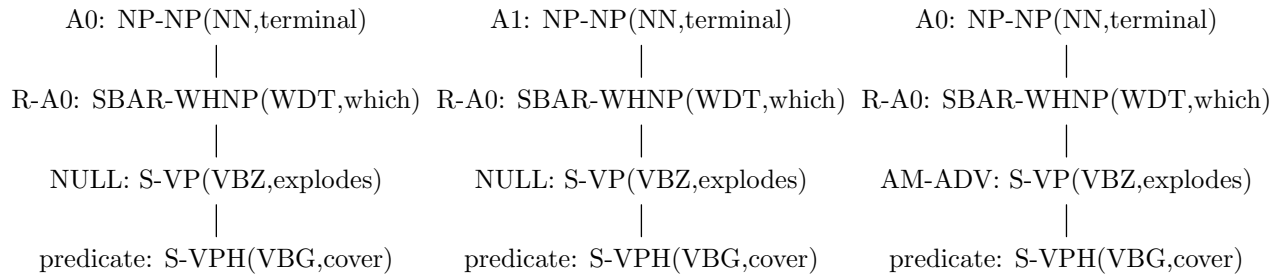 A0: NP-NP(NN,terminal) A1: NP-NP(NN,terminal) A0: NP-NP(NN,terminal)
R-A0: SBAR-WHNP(WDT,which) R-A0: SBAR-WHNP(WDT,which) R-A0: SBAR-WHNP(WDT,which)
NULL: S-VP(VBZ,explodes) NULL: S-VP(VBZ,explodes) AM-ADV: S-VP(VBZ,explodes)
predicate: S-VPH(VBG,cover) predicate: S-VPH(VBG,cover) predicate: S-VPH(VBG,cover)